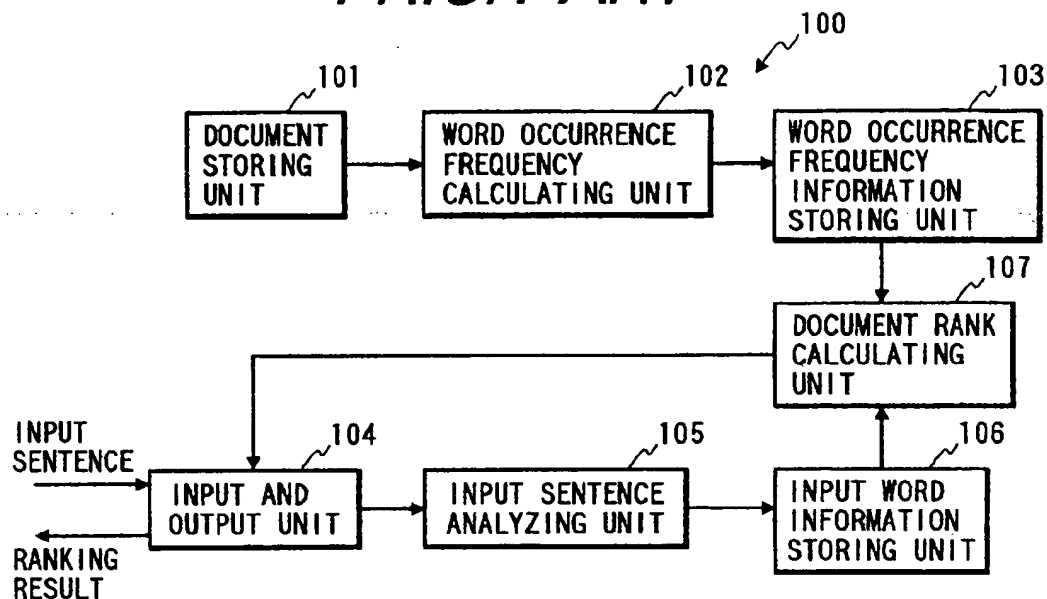 100
101
102
103
DOCUMENT
STORING
UNIT
WORD OCCURRENCE
FREQUENCY
CALCULATING UNIT
WORD OCCURRENCE
FREQUENCY
INFORMATION
STORING UNIT
107
DOCUMENT RANK
CALCULATING
UNIT
INPUT
SENTENCE
104
105
106
INPUT AND
OUTPUT UNIT
INPUT SENTENCE
ANALYZING UNIT
INPUT WORD
INFORMATION
STORING UNIT
RANKING
RESULT